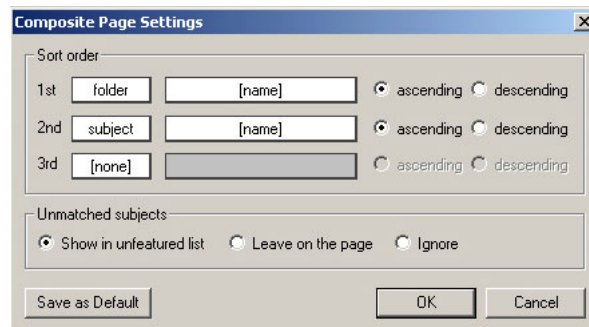 Composite Page Settings
Sort order
1st folder [name] ascending descending
2nd subject [name] ascending descending
3rd [none] ascending descending
Unmatched subjects
Show in unfeatured list Leave on the page Ignore
Save as Default OK Cancel